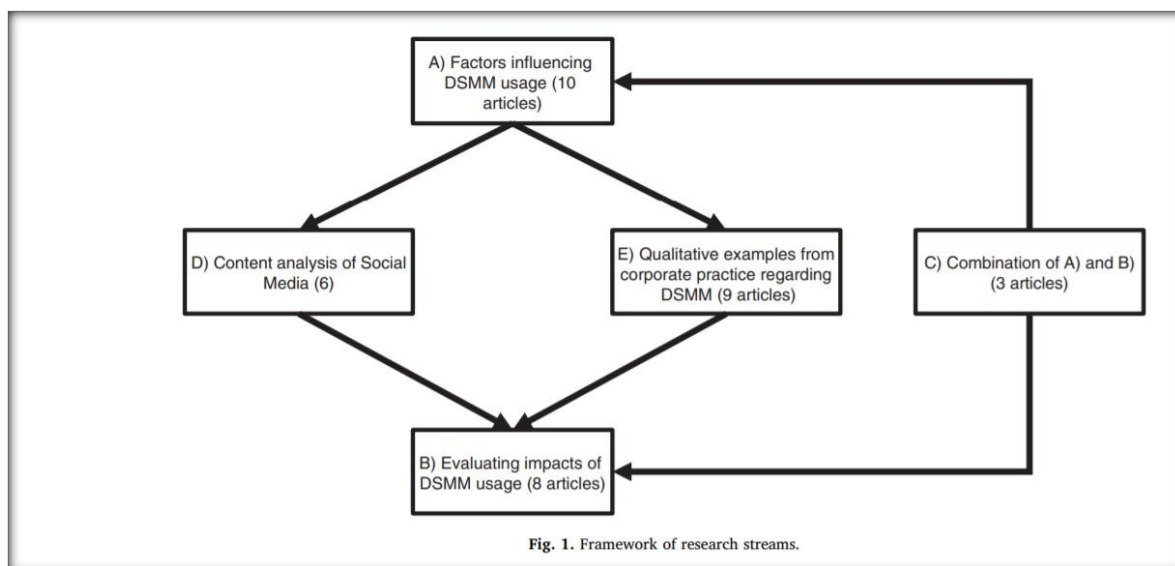 A) Factors influencing
DSMM usage (10
articles)
D) Content analysis of Social
Media (6)
E) Qualitative examples from
corporate practice regarding
DSMM (9 articles)
C) Combination of A) and B)
(3 articles)
B) Evaluating impacts of
DSMM usage (8 articles)
Fig. 1. Framework of research streams.